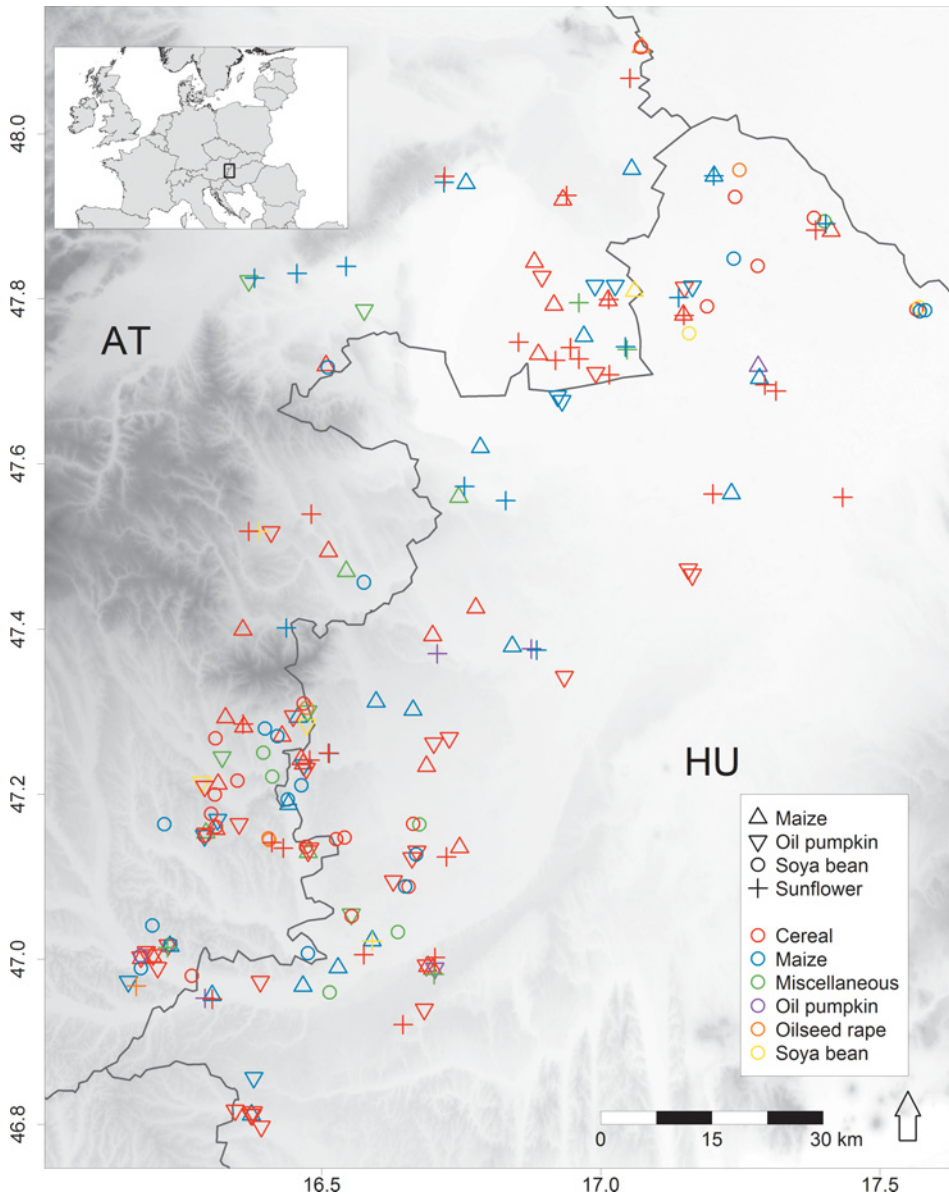 48.0
47.8
47.6
47.4
47.2
47.0
46.8
AT
HU
Maize
Oil pumpkin
Soya bean
Sunflower
Cereal
Maize
Miscellaneous
Oil pumpkin
Oilseed rape
Soya bean
0 15 30 km
16.5 17.0 17.5